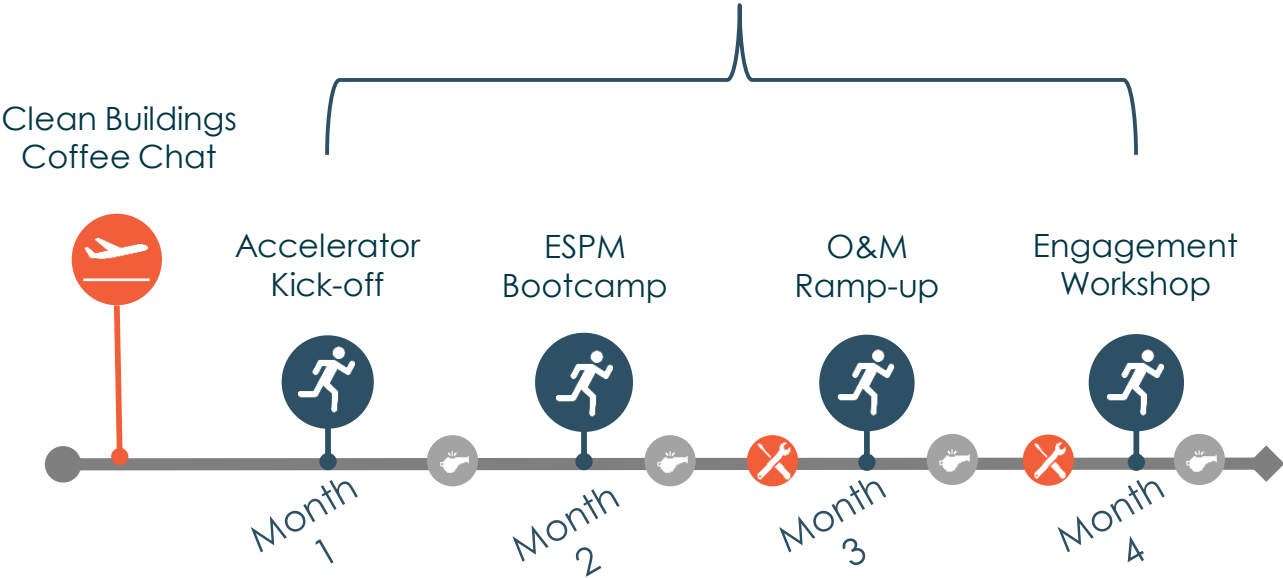 Clean Buildings
Coffee Chat
Accelerator
Kick-off
ESPM
Bootcamp
O&M
Ramp-up
Engagement
Workshop
Month
1
Month
2
Month
3
Month
4